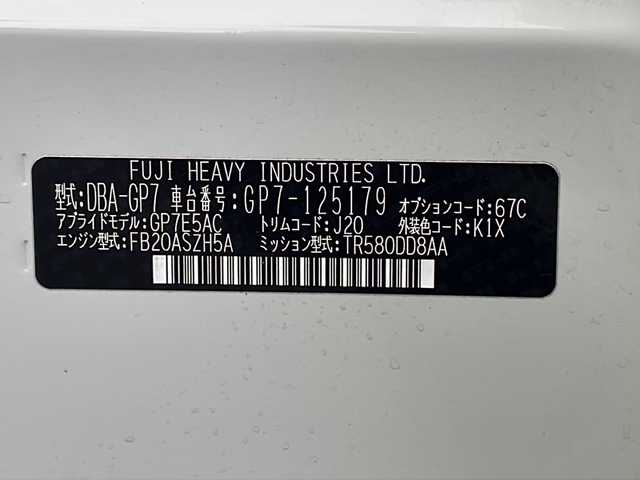 FUJI HEAVY INDUSTRIES LTD.
型式:DBA-GP7 車台番号:GP7-125179 オプションコード:67C
アプライドモデル:GP7E5AC トリムコード:J20 外装色コード:K1X
エンジン型式:FB20ASZH5A ミッション型式:TR580DD8AA